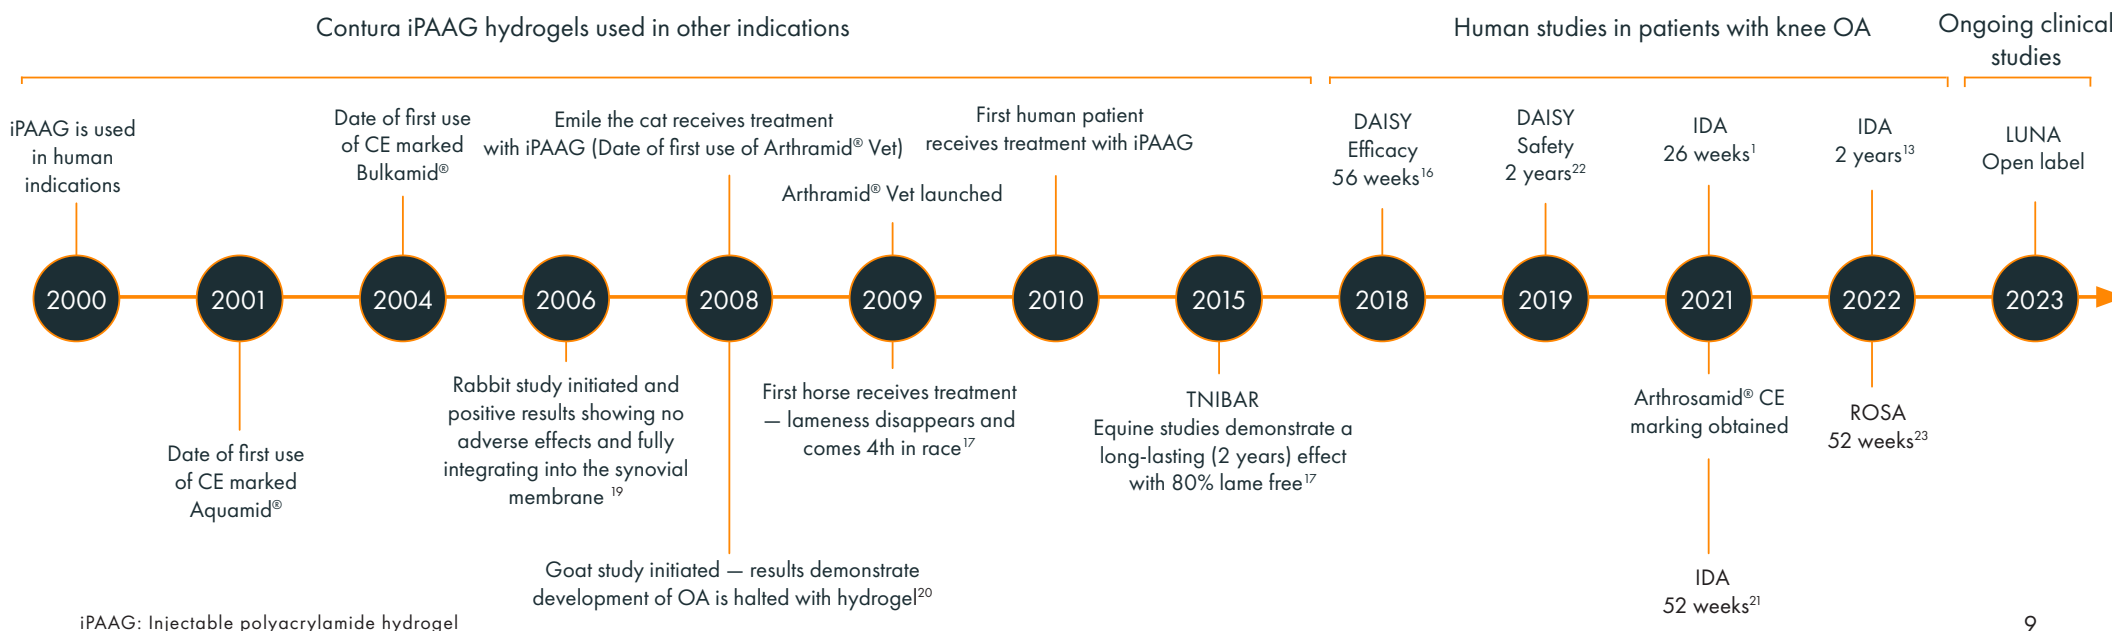 Contura iPAAG hydrogels used in other indications
Human studies in patients with knee OA
Ongoing clinical
studies
iPAAG is used
in human
indications
Date of first use
of CE marked
Bulkamid®
Emile the cat receives treatment
with iPAAG (Date of first use of Arthramid® Vet)
Arthramid® Vet launched
First human patient
receives treatment with iPAAG
DAISY
Efficacy
56 weeks¹⁶
DAISY
Safety
2 years²²
IDA
26 weeks¹
IDA
2 years¹³
LUNA
Open label
2000
2001
2004
2006
2008
2009
2010
2015
2018
2019
2021
2022
2023
Date of first use
of CE marked
Aquamid®
Rabbit study initiated and
positive results showing no
adverse effects and fully
integrating into the synovial
membrane ¹⁹
Goat study initiated — results demonstrate
development of OA is halted with hydrogel²⁰
First horse receives treatment
— lameness disappears and
comes 4th in race¹⁷
TNIBAR
Equine studies demonstrate a
long-lasting (2 years) effect
with 80% lame free¹⁷
Arthrosamid® CE
marking obtained
IDA
52 weeks²¹
ROSA
52 weeks²³
iPAAG: Injectable polyacrylamide hydrogel
9